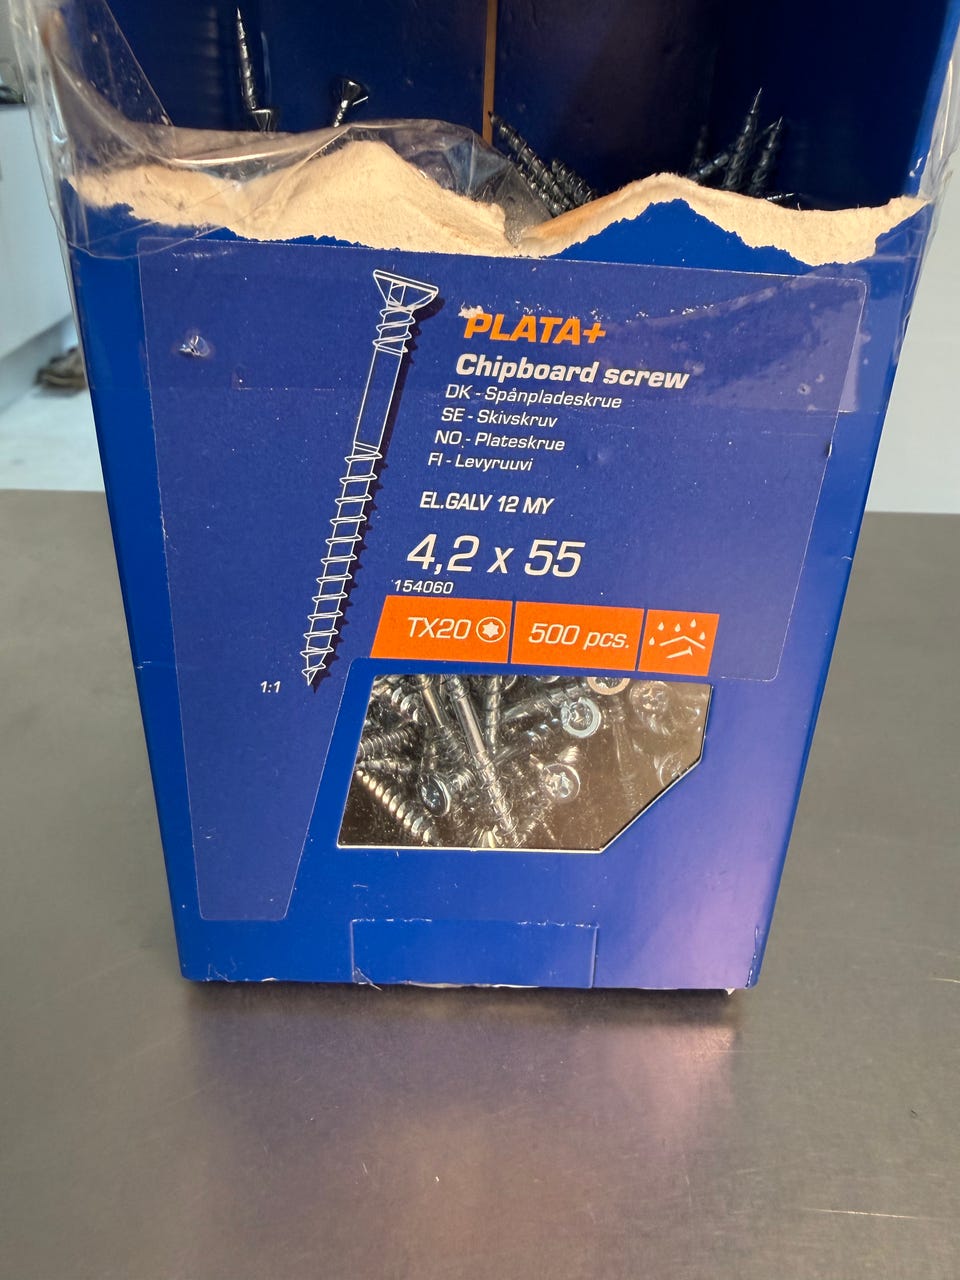 PLATA+
Chipboard screw
DK - Spånpladeskrue
SE - Skivskruv
NO - Plateskrue
FI - Levyruuvi
EL.GALV 12 MY
4,2 x 55
154060
TX20
500 pcs.
1:1